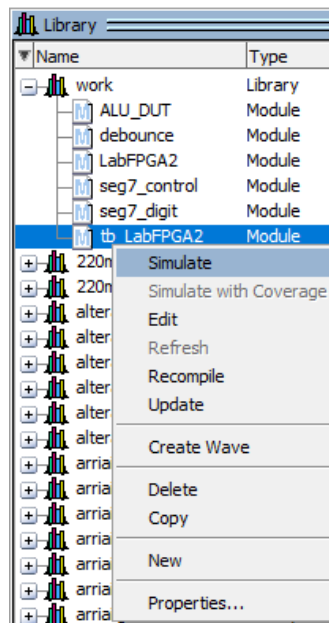 Library
Name Type
work Library
ALU_DUT Module
debounce Module
LabFPGA2 Module
seg7_control Module
seg7_digit Module
tb_LabFPGA2 Module
Simulate
Simulate with Coverage
Edit
Refresh
Recompile
Update
Create Wave
Delete
Copy
New
Properties...